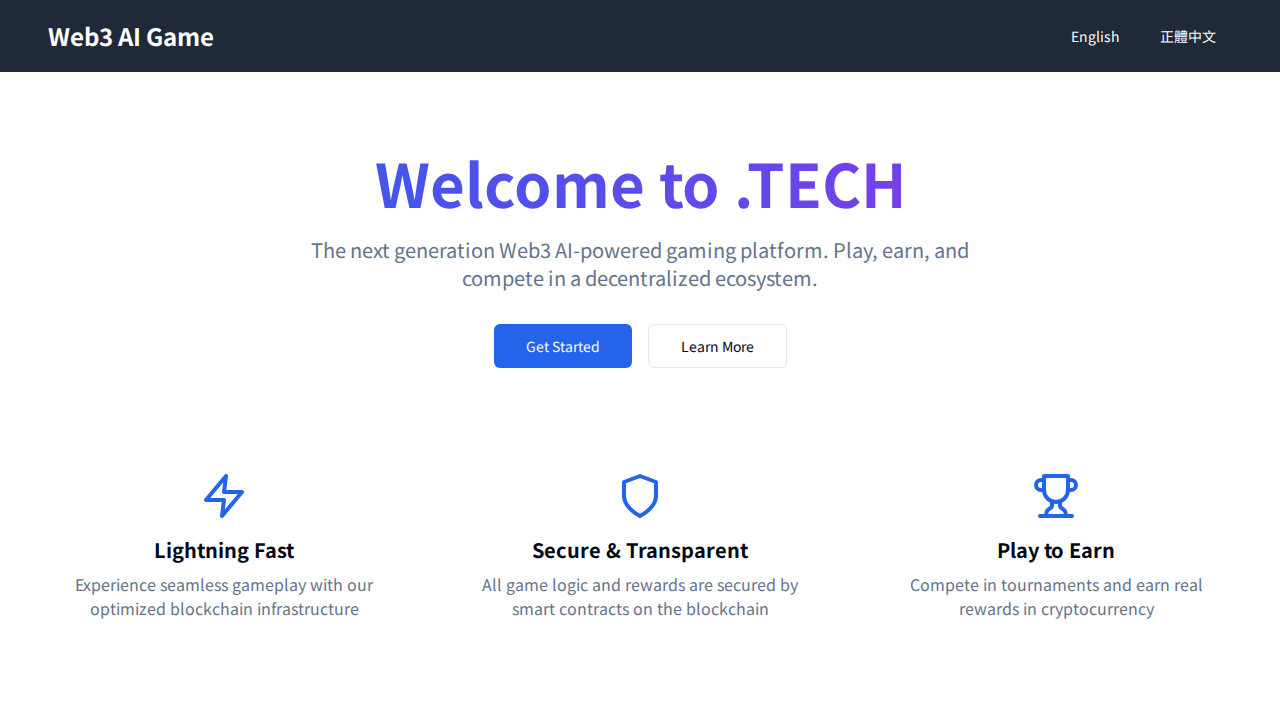 Web3 AI Game
English
正體中文
Welcome to .TECH
The next generation Web3 AI-powered gaming platform. Play, earn, and
compete in a decentralized ecosystem.
Get Started
Learn More
Lightning Fast
Experience seamless gameplay with our
optimized blockchain infrastructure
Secure & Transparent
All game logic and rewards are secured by
smart contracts on the blockchain
Play to Earn
Compete in tournaments and earn real
rewards in cryptocurrency